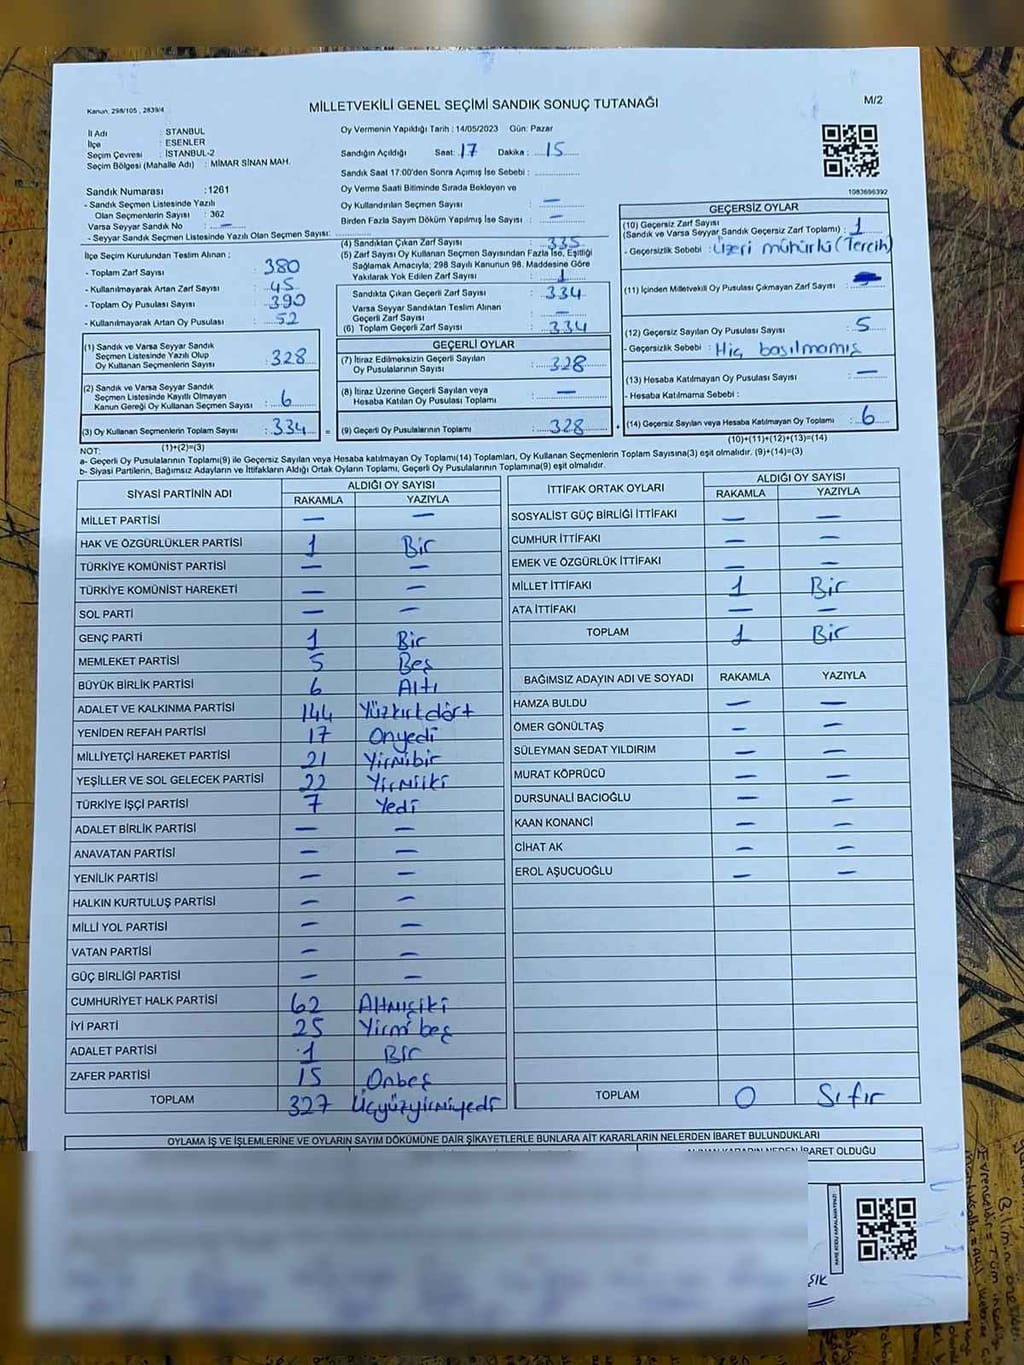 Kanun, 298/105 , 2839/4
MİLLETVEKİLİ GENEL SEÇİMİ SANDIK SONUÇ TUTANAĞI
M/2
İl Adı : STANBUL
İlçe : ESENLER
Seçim Çevresi : İSTANBUL-2
Seçim Bölgesi (Mahalle Adı) : MİMAR SİNAN MAH.
Sandık Numarası :1261
- Sandık Seçmen Listesinde Yazılı
Olan Seçmenlerin Sayısı : 362
Varsa Seyyar Sandık No : —
- Seyyar Sandık Seçmen Listesinde Yazılı Olan Seçmen Sayısı:
Oy Vermenin Yapıldığı Tarih : 14/05/2023 Gün: Pazar
Sandığın Açıldığı Saat: 17 Dakika : 15
Sandık Saat 17:00'den Sonra Açımış İse Sebebi :
Oy Verme Saati Bitiminde Sırada Bekleyen ve
Oy Kullandırılan Seçmen Sayısı : —
Birden Fazla Sayım Döküm Yapılmış İse Sayısı : —
1083696392
İlçe Seçim Kurulundan Teslim Alınan ;
- Toplam Zarf Sayısı : 380
- Kullanılmayarak Artan Zarf Sayısı : 45
- Toplam Oy Pusulası Sayısı : 390
- Kullanılmayarak Artan Oy Pusulası : 52
(1) Sandık ve Varsa Seyyar Sandık
Seçmen Listesinde Yazılı Olup
Oy Kullanan Seçmenlerin Sayısı : 328
(2) Sandık ve Varsa Seyyar Sandık
Seçmen Listesinde Kayıtlı Olmayan
Kanun Gereği Oy Kullanan Seçmen Sayısı : 6
(3) Oy Kullanan Seçmenlerin Toplam Sayısı : 334 =
(1)+(2)=(3)
(4) Sandıktan Çıkan Zarf Sayısı : 335
(5) Zarf Sayısı Oy Kullanan Seçmen Sayısından Fazla İse, Eşitliği
Sağlamak Amacıyla; 298 Sayılı Kanunun 98. Maddesine Göre
Yakılarak Yok Edilen Zarf Sayısı : 1
Sandıkta Çıkan Geçerli Zarf Sayısı : 334
Varsa Seyyar Sandıktan Teslim Alınan
Geçerli Zarf Sayısı : —
(6) Toplam Geçerli Zarf Sayısı : 334
GEÇERLİ OYLAR
(7) İtiraz Edilmeksizin Geçerli Sayılan
Oy Pusulalarının Sayısı : 328
(8) İtiraz Üzerine Geçerli Sayılan veya
Hesaba Katılan Oy Pusulası Toplamı : —
(9) Geçerli Oy Pusulalarının Toplamı : 328 +
GEÇERSİZ OYLAR
(10) Geçersiz Zarf Sayısı
(Sandık ve Varsa Seyyar Sandık Geçersiz Zarf Toplamı) : 1
- Geçersizlik Sebebi : Üzeri mühürlü (Tercih)
(11) İçinden Milletvekili Oy Pusulası Çıkmayan Zarf Sayısı :
(12) Geçersiz Sayılan Oy Pusulası Sayısı : 5
- Geçersizlik Sebebi : Hiç basılmamış
(13) Hesaba Katılmayan Oy Pusulası Sayısı : —
- Hesaba Katılmama Sebebi :
(14) Geçersiz Sayılan veya Hesaba Katılmayan Oy Toplamı : 6
(10)+(11)+(12)+(13)=(14)
NOT:
a- Geçerli Oy Pusulalarının Toplamı(9) ile Geçersiz Sayılan veya Hesaba katılmayan Oy Toplamı(14) Toplamları, Oy Kullanan Seçmenlerin Toplam Sayısına(3) eşit olmalıdır. (9)+(14)=(3)
b- Siyasi Partilerin, Bağımsız Adayların ve İttifakların Aldığı Ortak Oyların Toplamı, Geçerli Oy Pusulalarının Toplamına(9) eşit olmalıdır.
SİYASİ PARTİNİN ADI ALDIĞI OY SAYISI
RAKAMLA YAZIYLA
MİLLET PARTİSİ — —
HAK VE ÖZGÜRLÜKLER PARTİSİ 1 Bir
TÜRKİYE KOMÜNİST PARTİSİ — —
TÜRKİYE KOMÜNİST HAREKETİ — —
SOL PARTİ — —
GENÇ PARTİ 1 Bir
MEMLEKET PARTİSİ 5 Beş
BÜYÜK BİRLİK PARTİSİ 6 Altı
ADALET VE KALKINMA PARTİSİ 144 Yüzkırkdört
YENİDEN REFAH PARTİSİ 17 Onyedi
MİLLİYETÇİ HAREKET PARTİSİ 21 Yirmibir
YEŞİLLER VE SOL GELECEK PARTİSİ 22 Yirmiiki
TÜRKİYE İŞÇİ PARTİSİ 7 Yedi
ADALET BİRLİK PARTİSİ — —
ANAVATAN PARTİSİ — —
YENİLİK PARTİSİ — —
HALKIN KURTULUŞ PARTİSİ — —
MİLLİ YOL PARTİSİ — —
VATAN PARTİSİ — —
GÜÇ BİRLİĞİ PARTİSİ — —
CUMHURİYET HALK PARTİSİ 62 Altmışiki
İYİ PARTİ 25 Yirmi beş
ADALET PARTİSİ 1 Bir
ZAFER PARTİSİ 15 Onbeş
TOPLAM 327 Üçyüzyirmiyedi
İTTİFAK ORTAK OYLARI ALDIĞI OY SAYISI
RAKAMLA YAZIYLA
SOSYALİST GÜÇ BİRLİĞİ İTTİFAKI — —
CUMHUR İTTİFAKI — —
EMEK VE ÖZGÜRLÜK İTTİFAKI — —
MİLLET İTTİFAKI 1 Bir
ATA İTTİFAKI — —
TOPLAM 1 Bir
BAĞIMSIZ ADAYIN ADI VE SOYADI RAKAMLA YAZIYLA
HAMZA BULDU — —
ÖMER GÖNÜLTAŞ — —
SÜLEYMAN SEDAT YILDIRIM — —
MURAT KÖPRÜCÜ — —
DURSUNALİ BACIOĞLU — —
KAAN KONANCİ — —
CİHAT AK — —
EROL AŞUCUOĞLU — —
TOPLAM 0 Sıfır
OYLAMA İŞ VE İŞLEMLERİNE VE OYLARIN SAYIM DÖKÜMÜNE DAİR ŞİKAYETLERLE BUNLARA AİT KARARLARIN NELERDEN İBARET BULUNDUKLARI
İBARET OLDUĞU